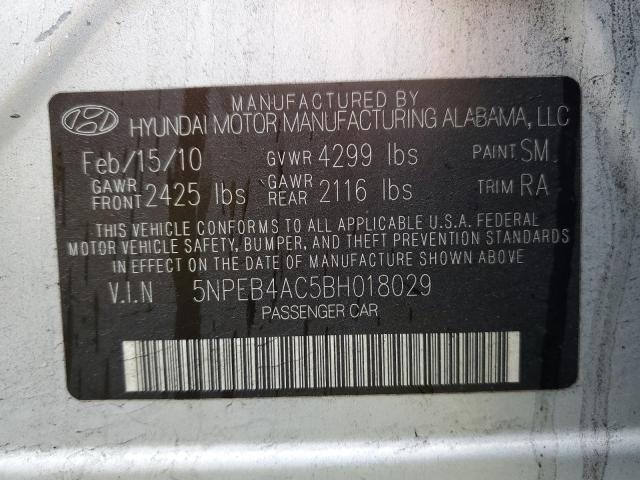 MANUFACTURED BY
HYUNDAI MOTOR MANUFACTURING ALABAMA, LLC
Feb/15/10 GVWR 4299 lbs PAINT SM
GAWR FRONT 2425 lbs GAWR REAR 2116 lbs TRIM RA
THIS VEHICLE CONFORMS TO ALL APPLICABLE U.S.A. FEDERAL
MOTOR VEHICLE SAFETY, BUMPER, AND THEFT PREVENTION STANDARDS
IN EFFECT ON THE DATE OF MANUFACTURE SHOWN ABOVE.
V.I.N 5NPEB4AC5BH018029
PASSENGER CAR